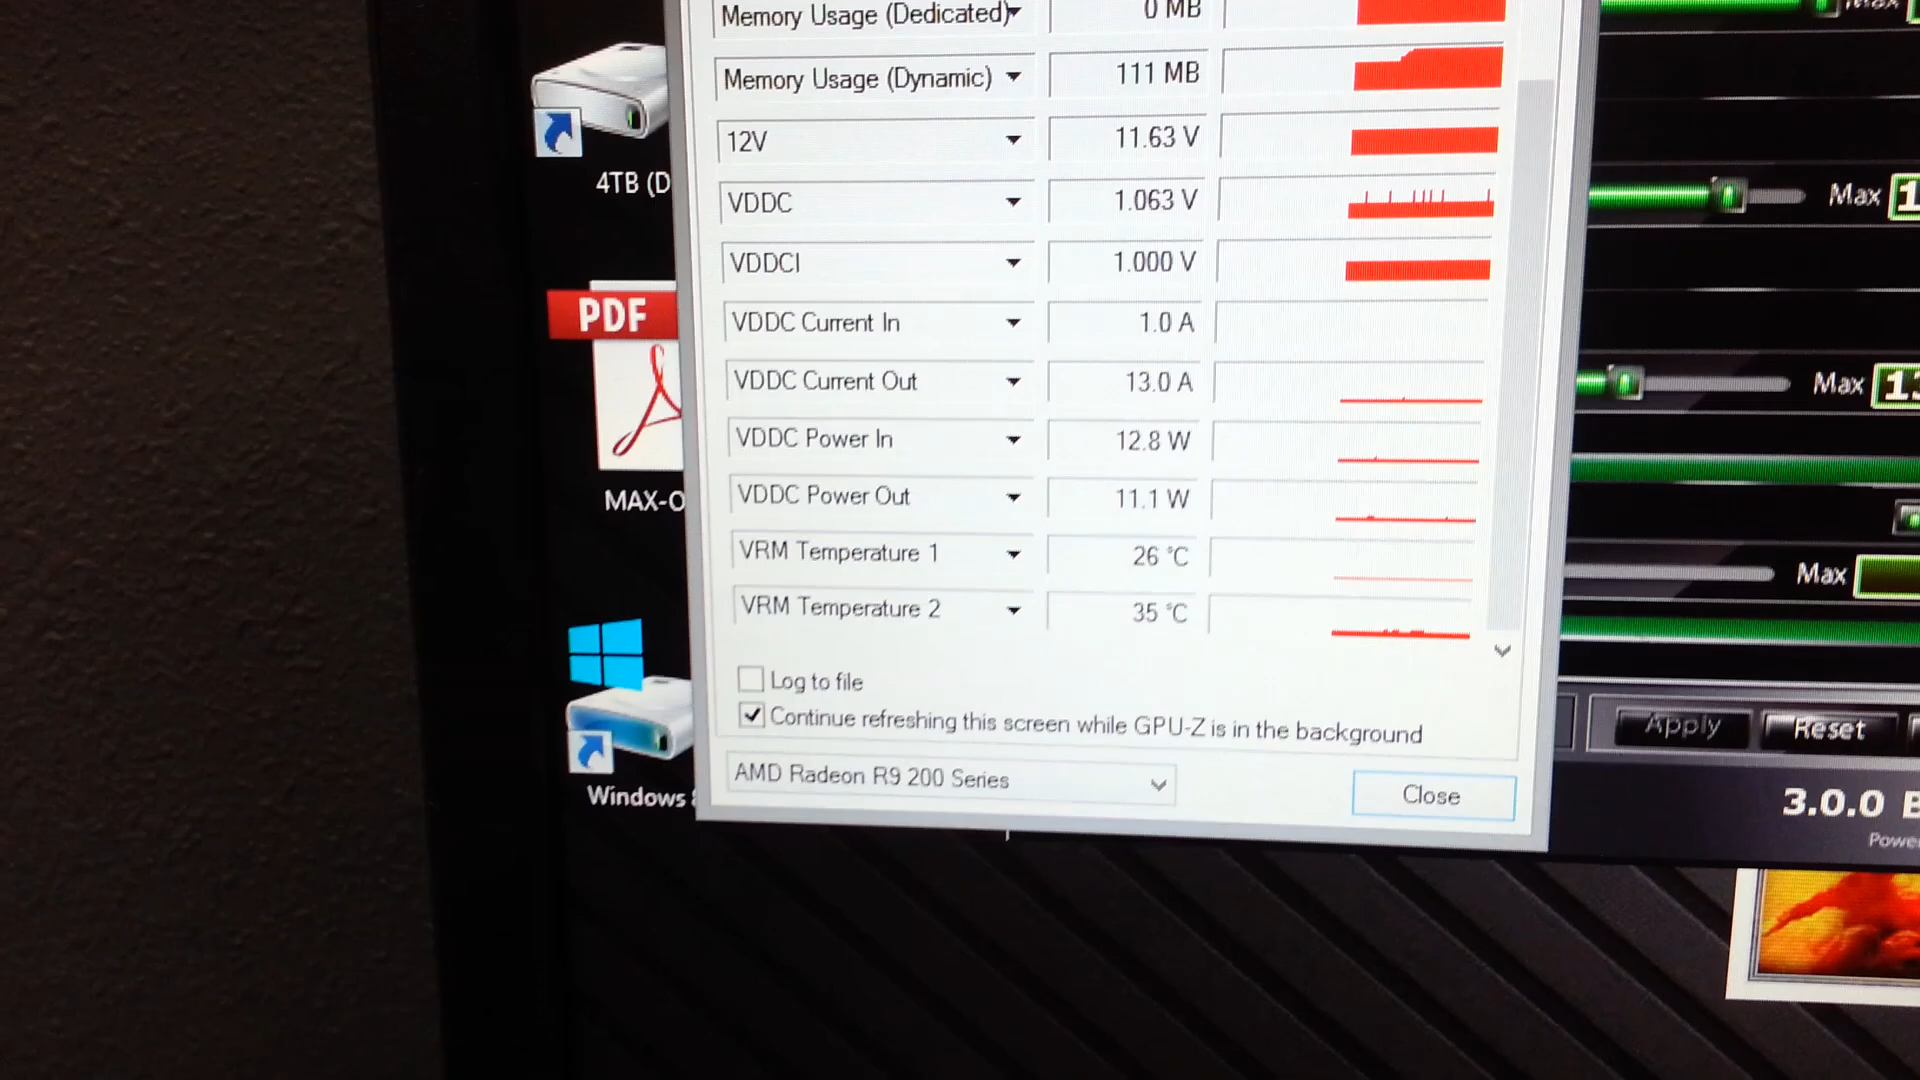 Memory Usage (Dedicated) 0 MB
Memory Usage (Dynamic) 111 MB
12V 11.63 V
VDDC 1.063 V
VDDCI 1.000 V
VDDC Current In 1.0 A
VDDC Current Out 13.0 A
VDDC Power In 12.8 W
VDDC Power Out 11.1 W
VRM Temperature 1 26 °C
VRM Temperature 2 35 °C
Log to file
Continue refreshing this screen while GPU-Z is in the background
AMD Radeon R9 200 Series
Close
4TB (D
PDF
MAX-O
Windows
Max
Max 1
Max 13
Max
Apply
Reset
3.0.0 B
Powe